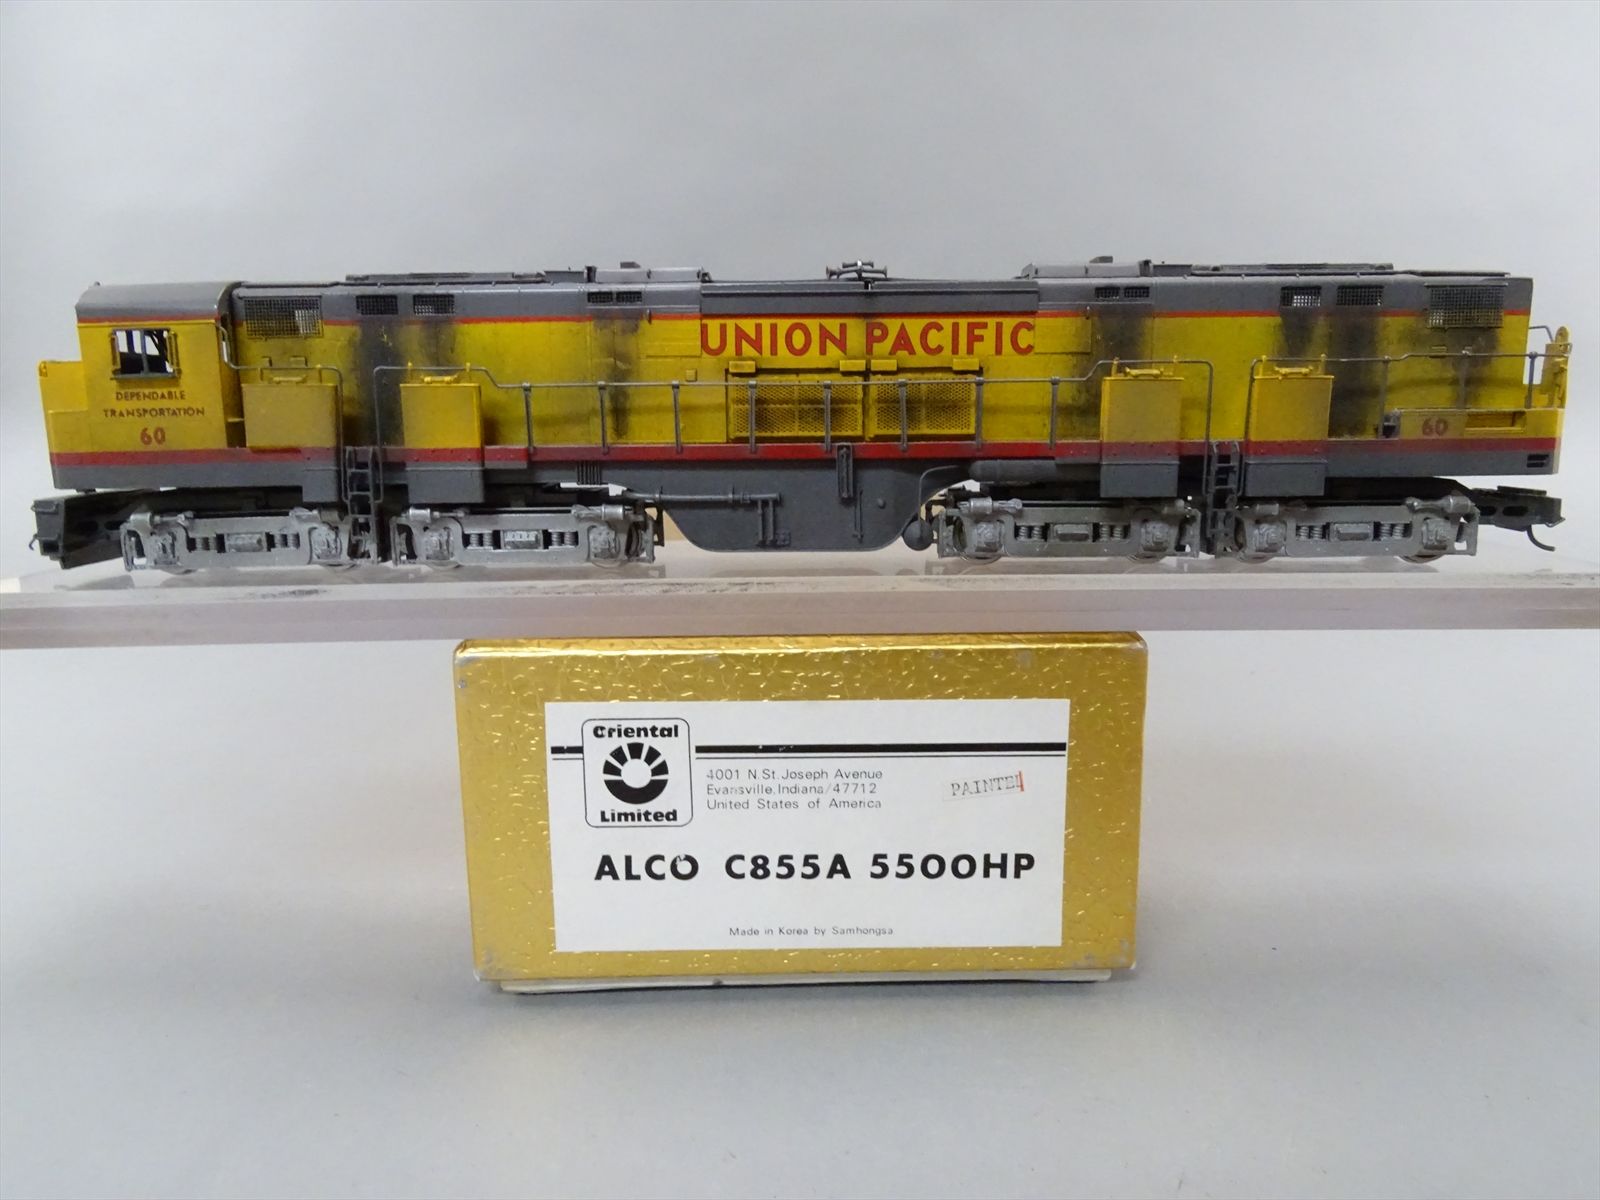 UNION PACIFIC
DEPENDABLE
TRANSPORTATION
60
60
Oriental
Limited
4001 N. St. Joseph Avenue
Evansville, Indiana/47712
United States of America
PAINTED
ALCO C855A 5500HP
Made in Korea by Samhongsa